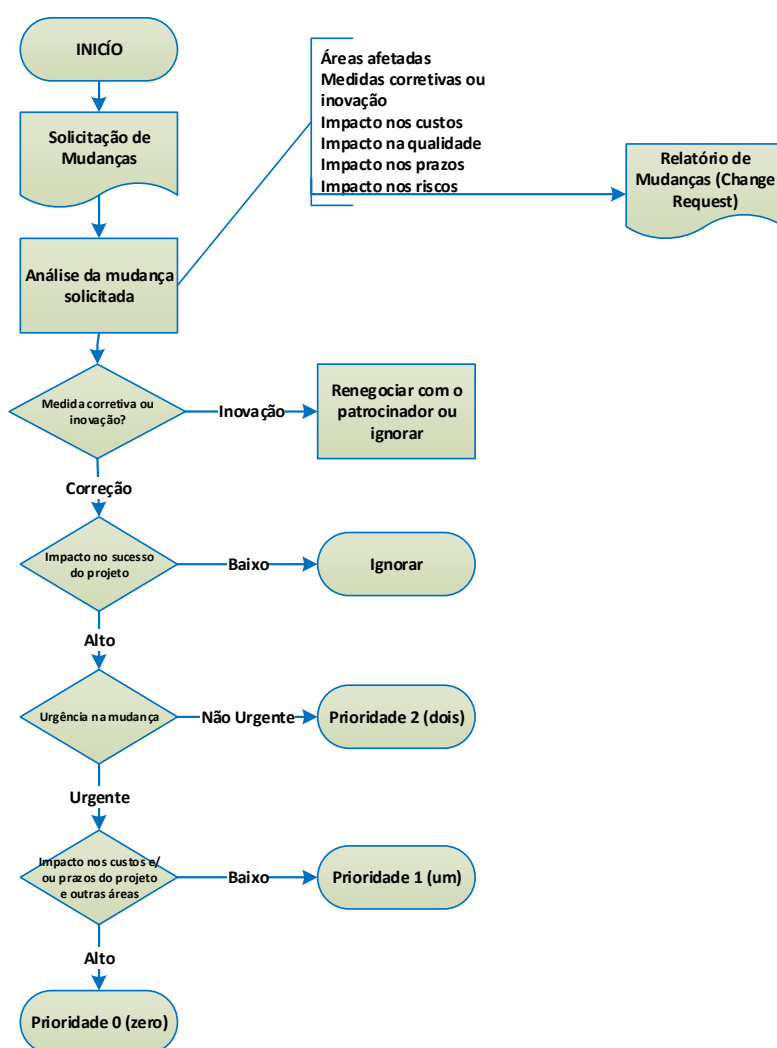 INICÍO
Solicitação de
Mudanças
Áreas afetadas
Medidas corretivas ou
inovação
Impacto nos custos
Impacto na qualidade
Impacto nos prazos
Impacto nos riscos
Relatório de
Mudanças (Change
Request)
Análise da mudança
solicitada
Medida corretiva ou
inovação?
Inovação
Renegociar com o
patrocinador ou
ignorar
Correção
Impacto no sucesso
do projeto
Baixo
Ignorar
Alto
Urgência na mudança
Não Urgente
Prioridade 2 (dois)
Urgente
Impacto nos custos e/
ou prazos do projeto
e outras áreas
Baixo
Prioridade 1 (um)
Alto
Prioridade 0 (zero)